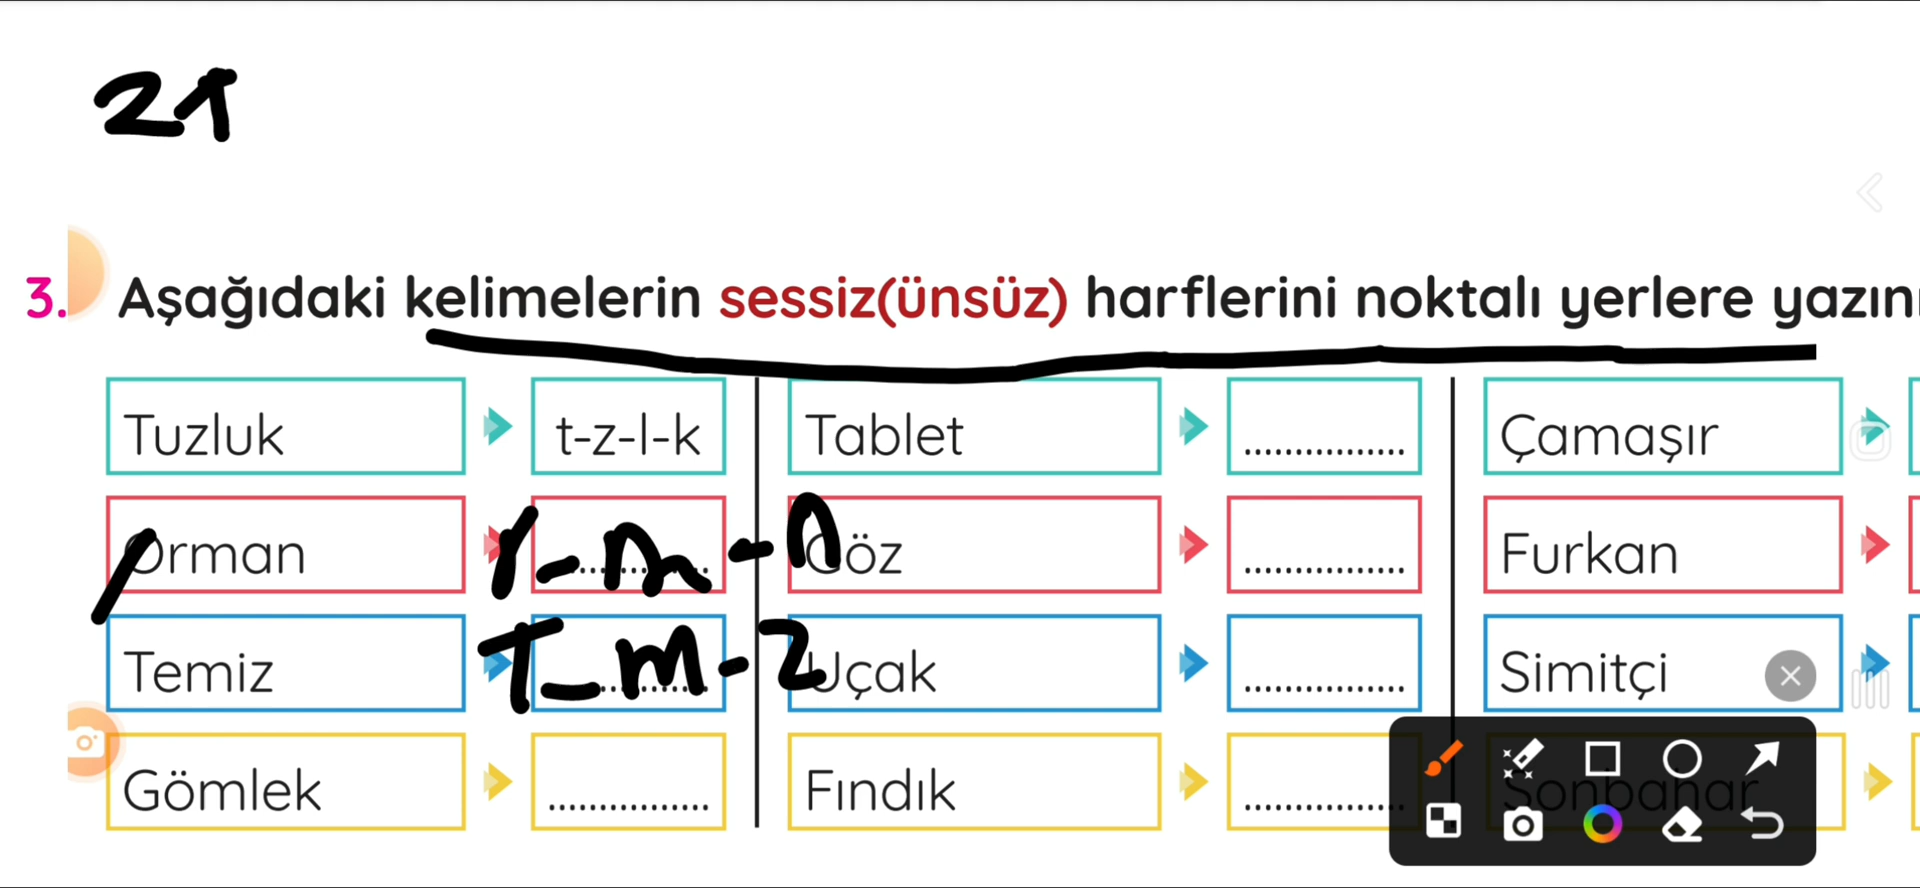 21
3. Aşağıdaki kelimelerin sessiz(ünsüz) harflerini noktalı yerlere yazın
Tuzluk t-z-l-k Tablet ................ Çamaşır
Orman r-m-n Göz ................ Furkan
Temiz T-m-z Uçak ................ Simitçi
Gömlek ................ Fındık ................ Sonbahar